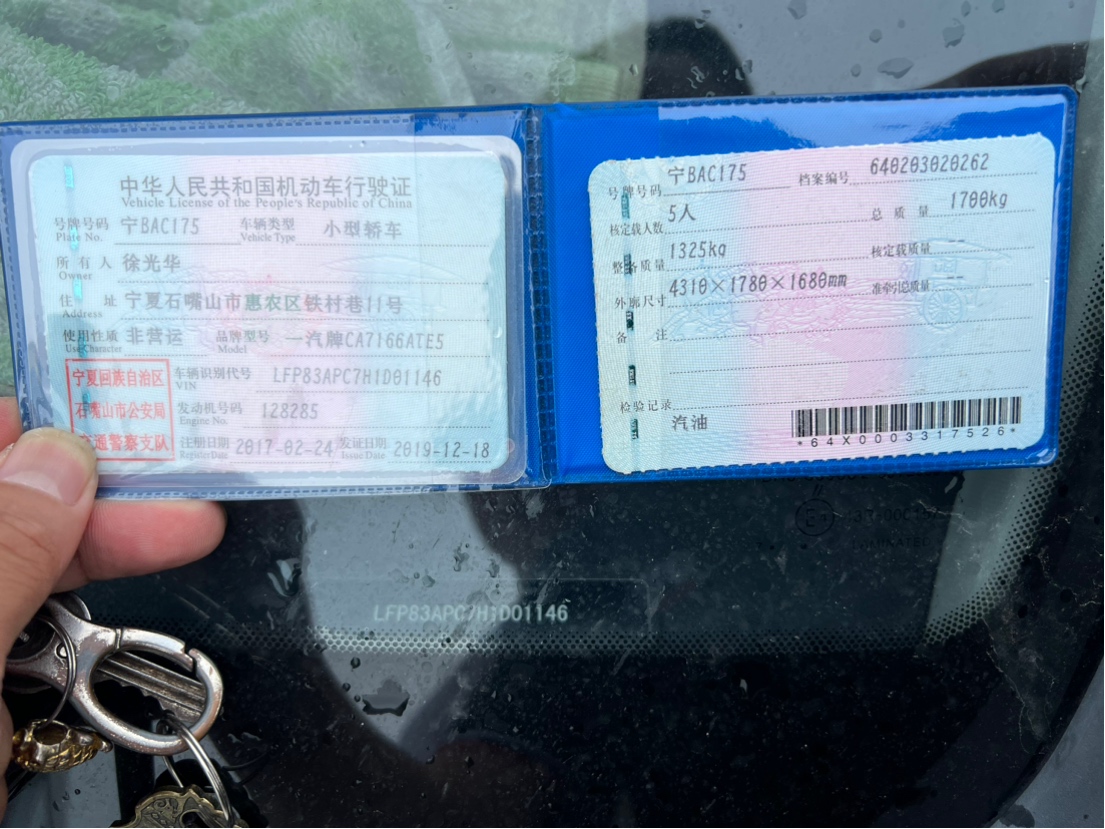 中华人民共和国机动车行驶证
Vehicle License of the People's Republic of China
号牌号码 宁BAC175 车辆类型 小型轿车
Plate No. Vehicle Type
所有人 徐光华
Owner
住址 宁夏石嘴山市惠农区铁村巷11号
Address
使用性质 非营运 品牌型号 一汽牌CA7166ATE5
Use Character Model
宁夏回族自治区
石嘴山市公安局
交通警察支队
车辆识别代号 LFP83APC7H1D01146
VIN
发动机号码 128285
Engine No.
注册日期 2017-02-24 发证日期 2019-12-18
Register Date Issue Date
号牌号码 宁BAC175 档案编号 640203020262
核定载人数 5人 总质量 1700kg
整备质量 1325kg 核定载质量 --
外廓尺寸 4310×1780×1680mm 准牵引总质量 --
备注
检验记录
汽油
*64X0003317526*
LFP83APC7H1D01146